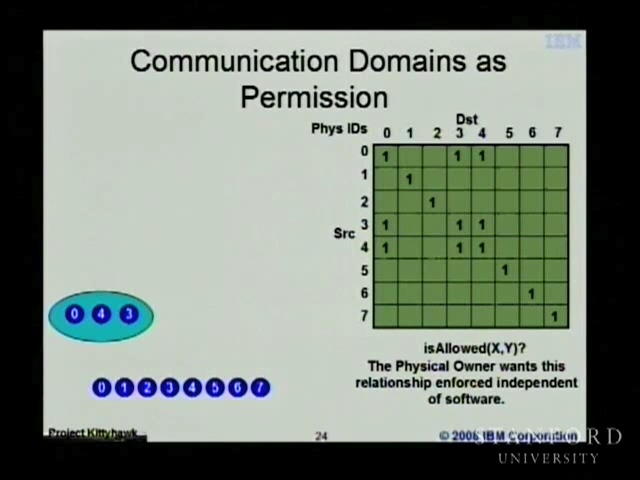 IBM
Communication Domains as
Permission
Dst
Phys IDs 0 1 2 3 4 5 6 7
0 1 1 1
1 1
2 1
Src
3 1 1 1
4 1 1 1
5 1
6 1
7 1
0 4 3
isAllowed(X,Y)?
The Physical Owner wants this
relationship enforced independent
of software.
0 1 2 3 4 5 6 7
Project Kittyhawk
24
© 2008 IBM Corporation
STANFORD
UNIVERSITY